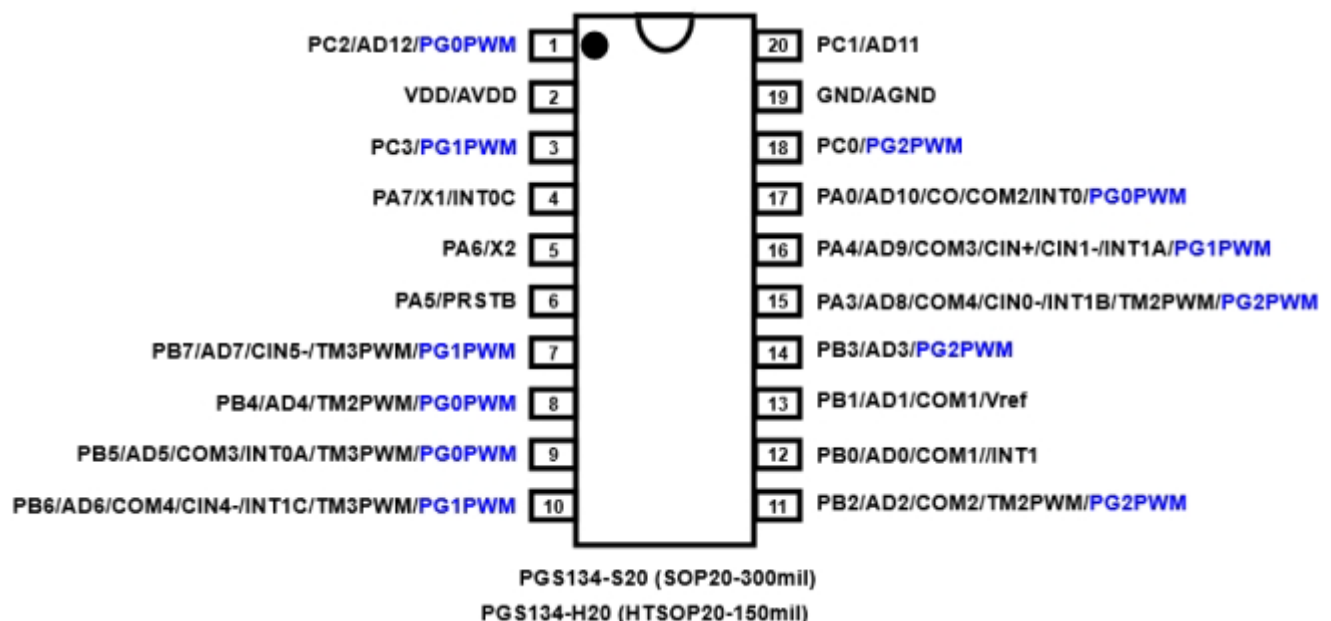 PC2/AD12/PG0PWM 1 20 PC1/AD11
VDD/AVDD 2 19 GND/AGND
PC3/PG1PWM 3 18 PC0/PG2PWM
PA7/X1/INT0C 4 17 PA0/AD10/CO/COM2/INT0/PG0PWM
PA6/X2 5 16 PA4/AD9/COM3/CIN+/CIN1-/INT1A/PG1PWM
PA5/PRSTB 6 15 PA3/AD8/COM4/CIN0-/INT1B/TM2PWM/PG2PWM
PB7/AD7/CIN5-/TM3PWM/PG1PWM 7 14 PB3/AD3/PG2PWM
PB4/AD4/TM2PWM/PG0PWM 8 13 PB1/AD1/COM1/Vref
PB5/AD5/COM3/INT0A/TM3PWM/PG0PWM 9 12 PB0/AD0/COM1//INT1
PB6/AD6/COM4/CIN4-/INT1C/TM3PWM/PG1PWM 10 11 PB2/AD2/COM2/TM2PWM/PG2PWM
PGS134-S20 (SOP20-300mil)
PGS134-H20 (HTSOP20-150mil)